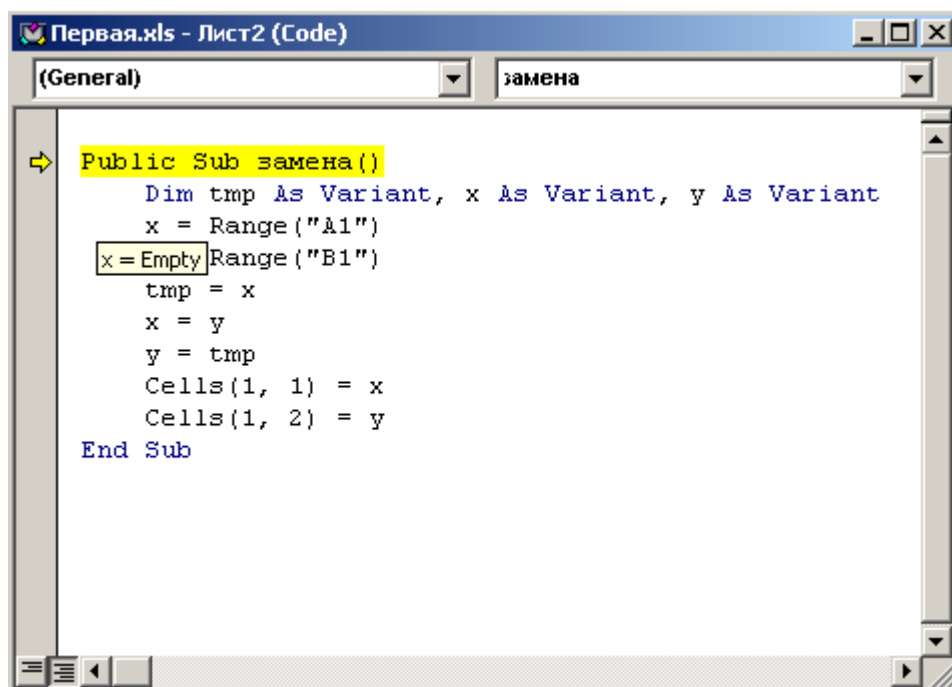 Первая.xls - Лист2 (Code)
(General) замена
Public Sub замена()
Dim tmp As Variant, x As Variant, y As Variant
x = Range("A1")
x = Empty Range("B1")
tmp = x
x = y
y = tmp
Cells(1, 1) = x
Cells(1, 2) = y
End Sub